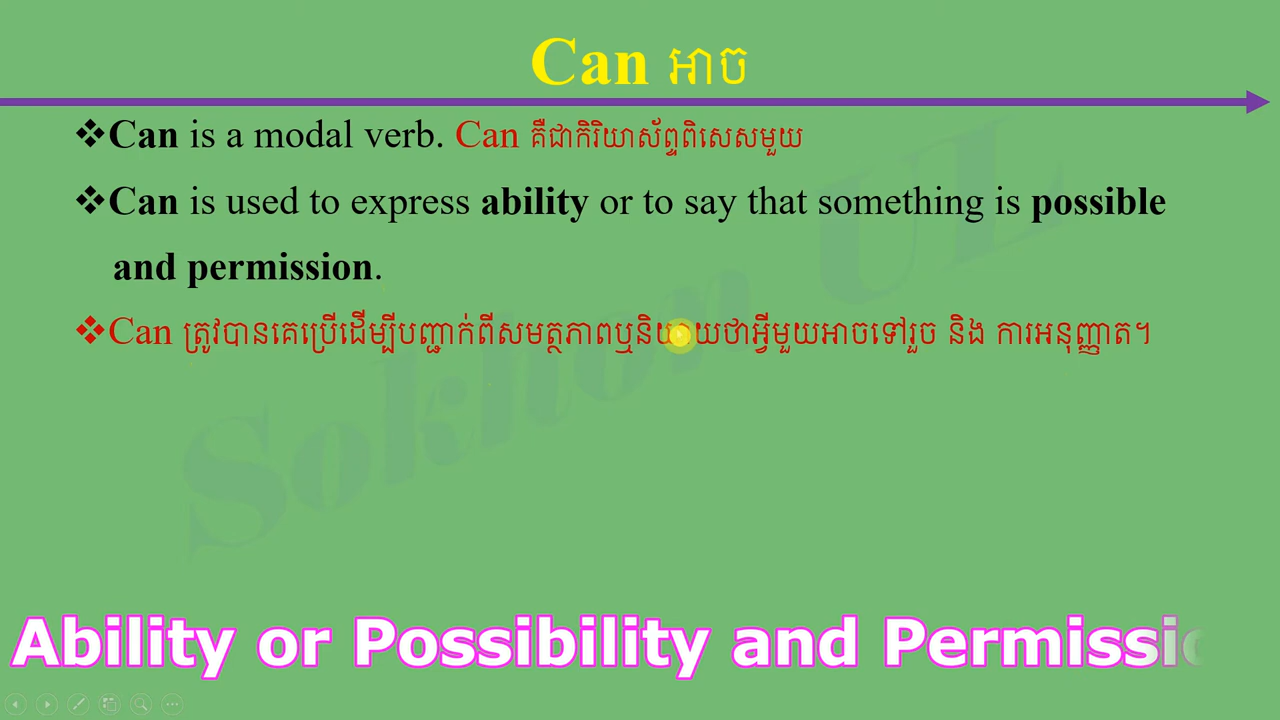 Can អាច
❖Can is a modal verb. Can គឺជាកិរិយាស័ព្ទពិសេសមួយ
❖Can is used to express ability or to say that something is possible
and permission.
❖Can ត្រូវបានគេប្រើដើម្បីបញ្ជាក់ពីសមត្ថភាពឬនិយាយថាអ្វីមួយអាចទៅរួច និង ការអនុញ្ញាត។
Sokhon UL
Ability or Possibility and Permissio